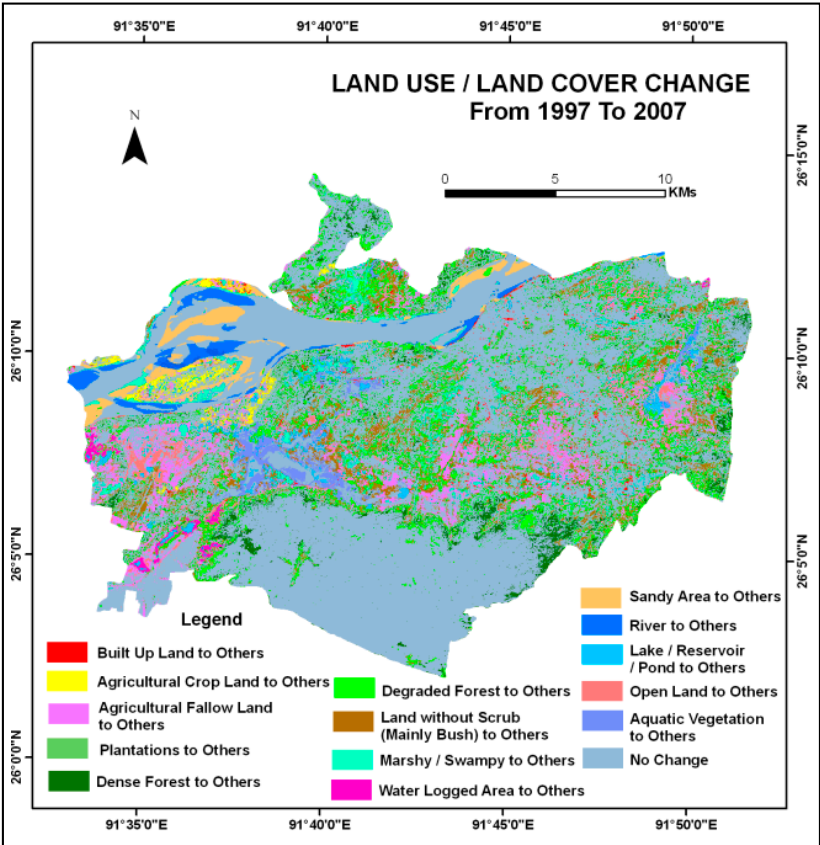 91°35'0"E 91°40'0"E 91°45'0"E 91°50'0"E
LAND USE / LAND COVER CHANGE
From 1997 To 2007
N
0 5 10
KMs
26°15'0"N
26°10'0"N 26°10'0"N
26°5'0"N 26°5'0"N
26°0'0"N 26°0'0"N
Legend
Built Up Land to Others
Agricultural Crop Land to Others
Agricultural Fallow Land
to Others
Plantations to Others
Dense Forest to Others
Degraded Forest to Others
Land without Scrub
(Mainly Bush) to Others
Marshy / Swampy to Others
Water Logged Area to Others
Sandy Area to Others
River to Others
Lake / Reservoir
/ Pond to Others
Open Land to Others
Aquatic Vegetation
to Others
No Change
91°35'0"E 91°40'0"E 91°45'0"E 91°50'0"E